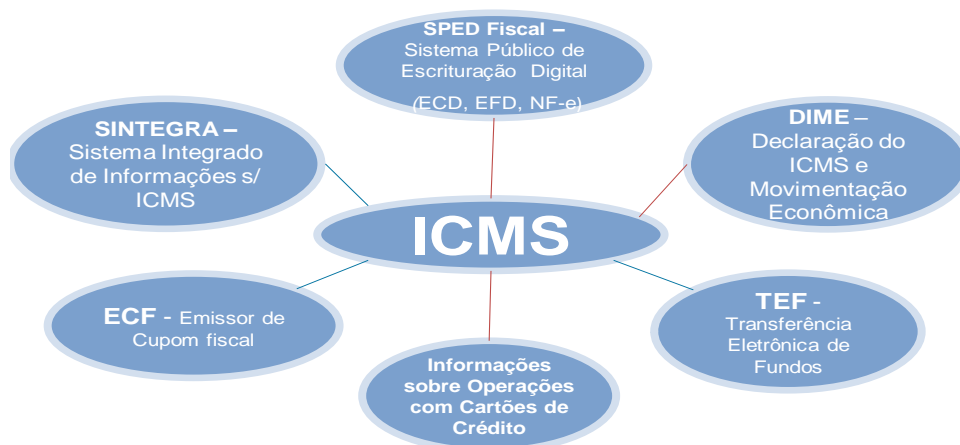 SPED Fiscal –
Sistema Público de
Escrituração Digital
(ECD, EFD, NF-e)
SINTEGRA –
Sistema Integrado
de Informações s/
ICMS
DIME –
Declaração do
ICMS e
Movimentação
Econômica
ICMS
ECF - Emissor de
Cupom fiscal
TEF -
Transferência
Eletrônica de
Fundos
Informações
sobre Operações
com Cartões de
Crédito